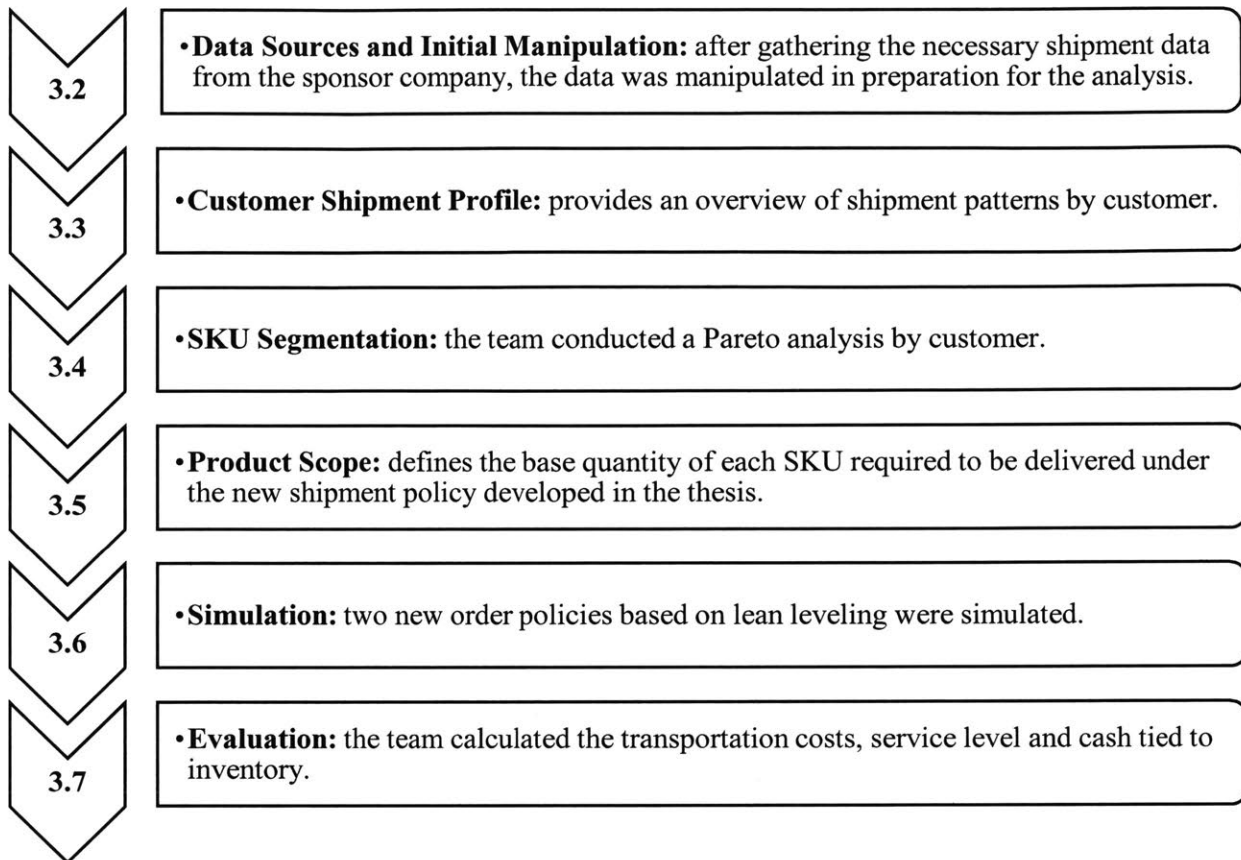 3.2
•Data Sources and Initial Manipulation: after gathering the necessary shipment data
from the sponsor company, the data was manipulated in preparation for the analysis.
3.3
•Customer Shipment Profile: provides an overview of shipment patterns by customer.
3.4
•SKU Segmentation: the team conducted a Pareto analysis by customer.
3.5
•Product Scope: defines the base quantity of each SKU required to be delivered under
the new shipment policy developed in the thesis.
3.6
•Simulation: two new order policies based on lean leveling were simulated.
3.7
•Evaluation: the team calculated the transportation costs, service level and cash tied to
inventory.